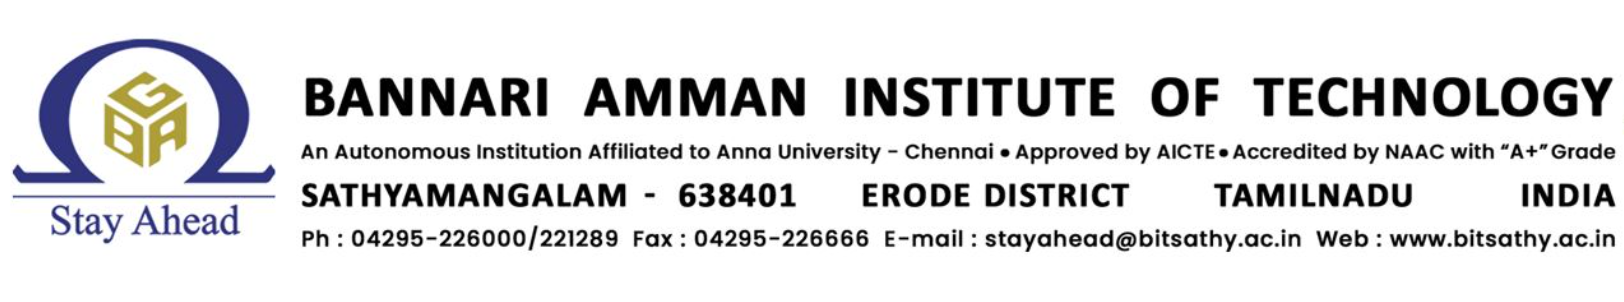 GBA
Stay Ahead
BANNARI AMMAN INSTITUTE OF TECHNOLOGY
An Autonomous Institution Affiliated to Anna University - Chennai • Approved by AICTE • Accredited by NAAC with “A+” Grade
SATHYAMANGALAM - 638401 ERODE DISTRICT TAMILNADU INDIA
Ph : 04295-226000/221289 Fax : 04295-226666 E-mail : stayahead@bitsathy.ac.in Web : www.bitsathy.ac.in